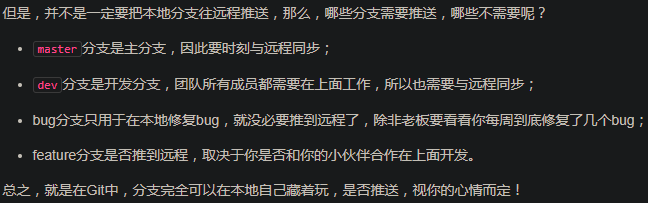 但是，并不是一定要把本地分支往远程推送，那么，哪些分支需要推送，哪些不需要呢？
• master分支是主分支，因此要时刻与远程同步；
• dev分支是开发分支，团队所有成员都需要在上面工作，所以也需要与远程同步；
• bug分支只用于在本地修复bug，就没必要推到远程了，除非老板要看看你每周到底修复了几个bug；
• feature分支是否推到远程，取决于你是否和你的小伙伴合作在上面开发。
总之，就是在Git中，分支完全可以在本地自己藏着玩，是否推送，视你的心情而定！